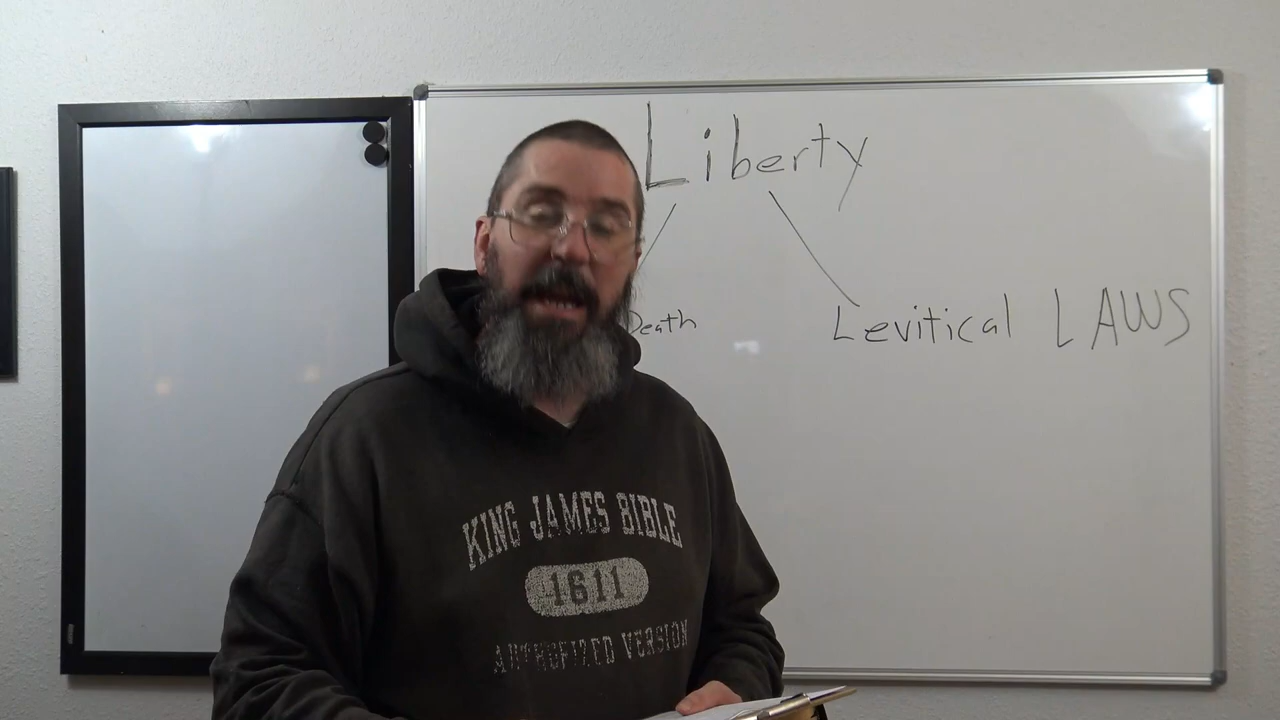 Liberty
Death
Levitical LAWS
KING JAMES BIBLE
1611
AUTHORIZED VERSION